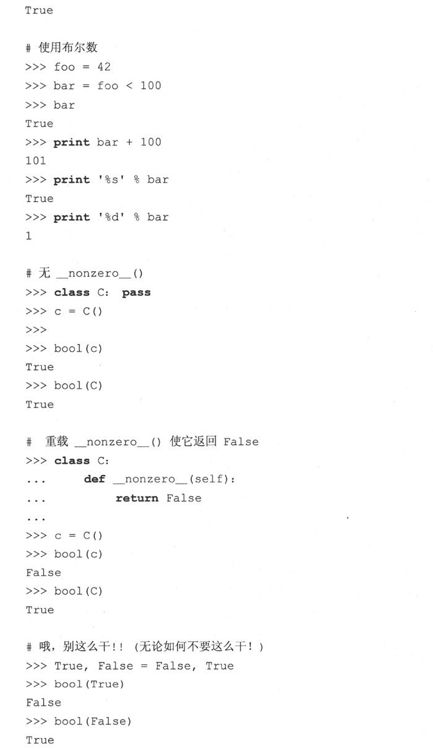 True
# 使用布尔数
>>> foo = 42
>>> bar = foo < 100
>>> bar
True
>>> print bar + 100
101
>>> print '%s' % bar
True
>>> print '%d' % bar
1
# 无 __nonzero__()
>>> class C: pass
>>> c = C()
>>>
>>> bool(c)
True
>>> bool(C)
True
# 重载 __nonzero__() 使它返回 False
>>> class C:
...     def __nonzero__(self):
...         return False
...
>>> c = C()
>>> bool(c)
False
>>> bool(C)
True
# 哦，别这么干!! (无论如何不要这么干! )
>>> True, False = False, True
>>> bool(True)
False
>>> bool(False)
True